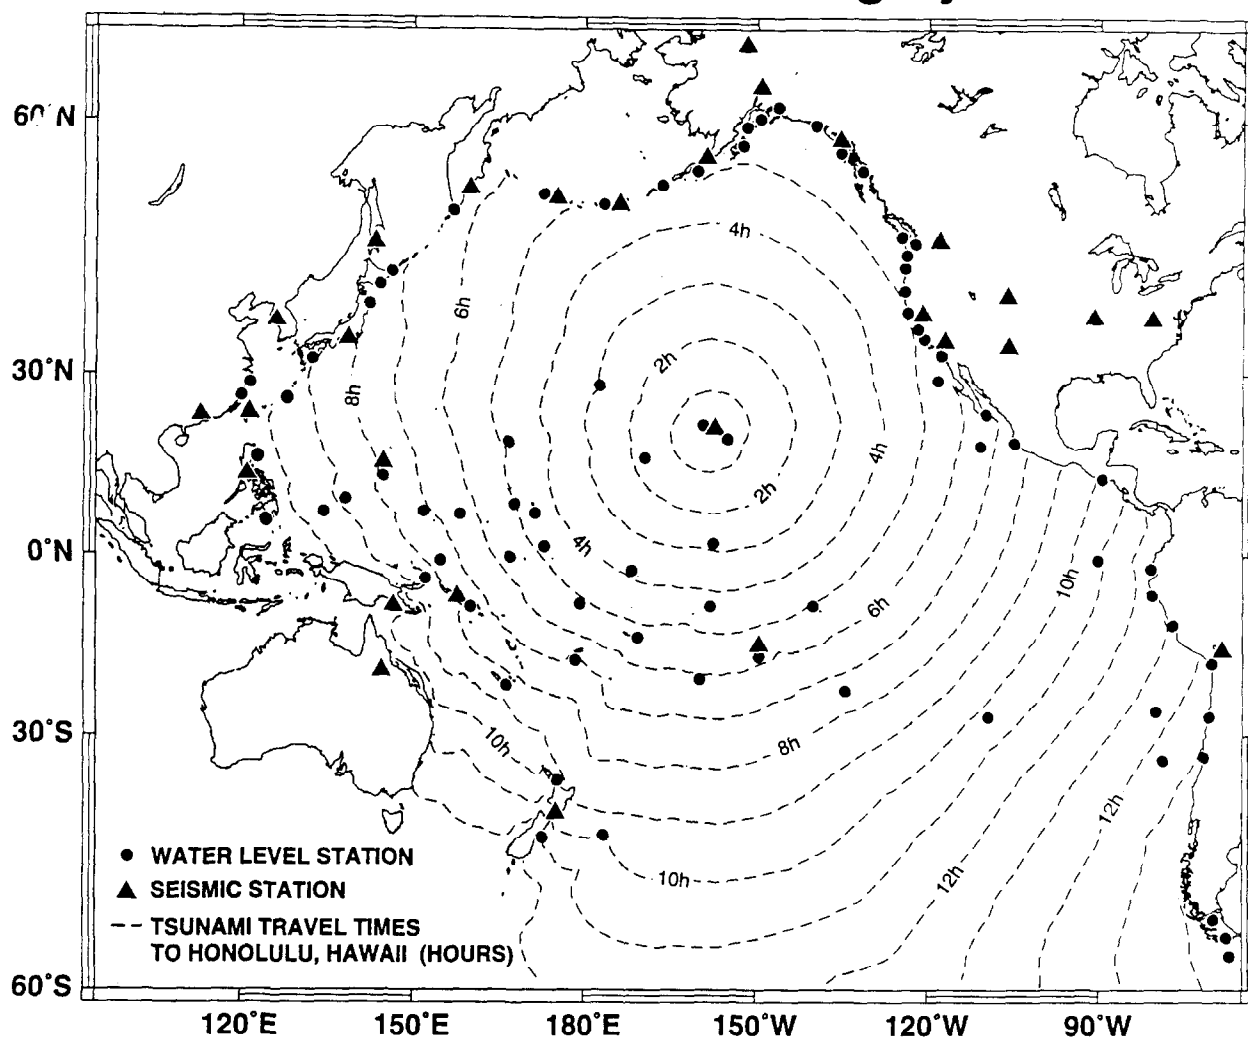 60°N
4h
6h
2h
30°N
8h
4h
2h
0°N
4h
10h
6h
30°S
10h
8h
12h
WATER LEVEL STATION
10h
12h
SEISMIC STATION
TSUNAMI TRAVEL TIMES
TO HONOLULU, HAWAII (HOURS)
60°S
120°E 150°E 180°E 150°W 120°W 90°W